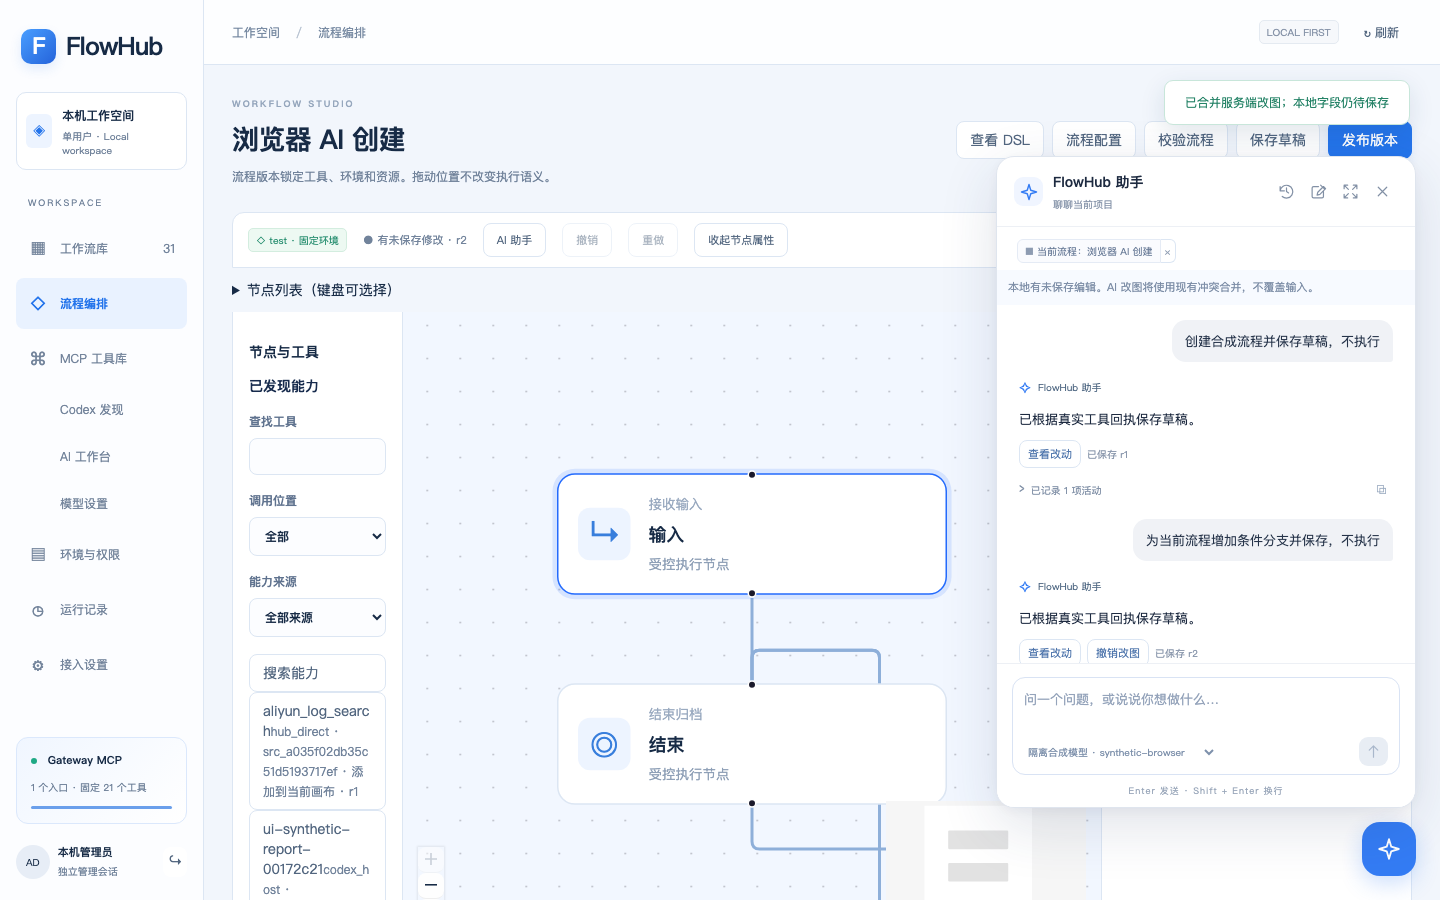 F FlowHub
本机工作空间
单用户 · Local
workspace
WORKSPACE
工作流库 31
流程编排
MCP 工具库
Codex 发现
AI 工作台
模型设置
环境与权限
运行记录
接入设置
Gateway MCP
1 个入口 · 固定 21 个工具
AD
本机管理员
独立管理会话
工作空间 / 流程编排
LOCAL FIRST
↻ 刷新
已合并服务端改图；本地字段仍待保存
WORKFLOW STUDIO
浏览器 AI 创建
流程版本锁定工具、环境和资源。拖动位置不改变执行语义。
查看 DSL
流程配置
校验流程
保存草稿
发布版本
◇ test · 固定环境
有未保存修改 · r2
AI 助手
撤销
重做
收起节点属性
▶ 节点列表（键盘可选择）
节点与工具
已发现能力
查找工具
调用位置
全部
能力来源
全部来源
搜索能力
aliyun_log_searc
hhub_direct ·
src_a035f02db35c
51d5193717ef · 添
加到当前画布 · r1
ui-synthetic-
report-
00172c21codex_h
ost ·
接收输入
输入
受控执行节点
结束归档
结束
受控执行节点
FlowHub 助手
聊聊当前项目
当前流程：浏览器 AI 创建 ×
本地有未保存编辑。AI 改图将使用现有冲突合并，不覆盖输入。
创建合成流程并保存草稿，不执行
FlowHub 助手
已根据真实工具回执保存草稿。
查看改动 已保存 r1
已记录 1 项活动
为当前流程增加条件分支并保存，不执行
FlowHub 助手
已根据真实工具回执保存草稿。
查看改动 撤销改图 已保存 r2
问一个问题，或说说你想做什么...
隔离合成模型 · synthetic-browser
Enter 发送 · Shift + Enter 换行